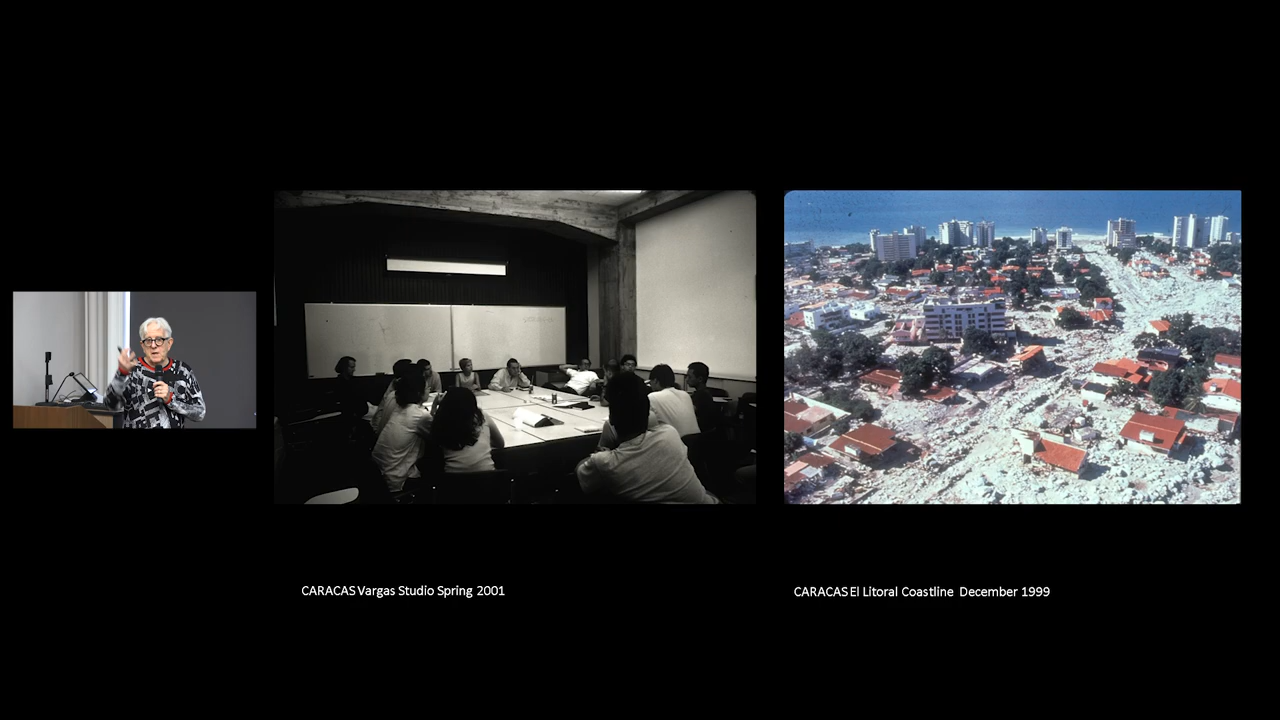 CARACAS Vargas Studio Spring 2001
CARACAS El Litoral Coastline December 1999